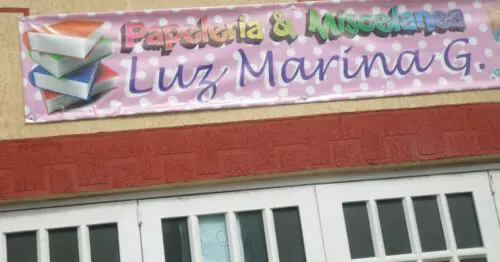 Papeleria & Miscelanea
Luz Marina G.